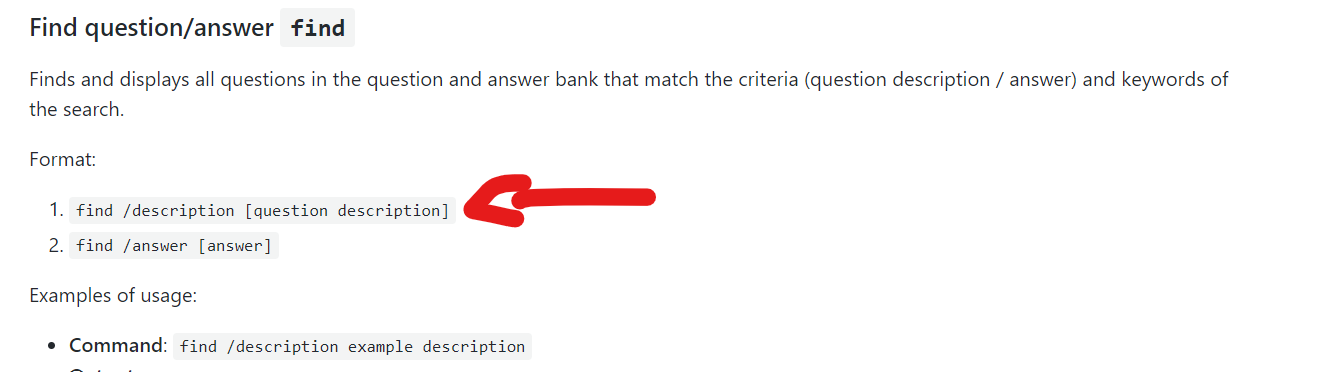 Find question/answer find
Finds and displays all questions in the question and answer bank that match the criteria (question description / answer) and keywords of
the search.
Format:
1. find /description [question description]
2. find /answer [answer]
Examples of usage:
• Command: find /description example description